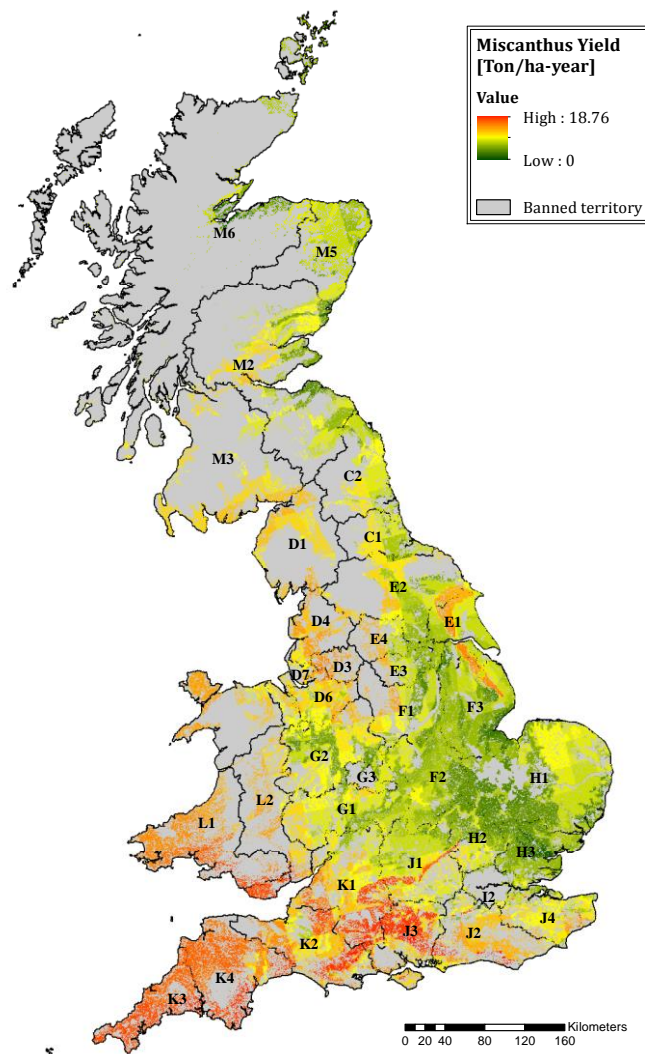 Miscanthus Yield
[Ton/ha-year]
Value
High : 18.76
Low : 0
Banned territory
M6
M5
M2
M3
C2
D1
C1
E2
D4
E1
E4
D3
D7
E3
D6
F1
F3
G2
G3
F2
H1
L2
L1
G1
H2
H3
J1
K1
I2
J4
J3
J2
K2
K4
K3
0 20 40 80 120 160 Kilometers